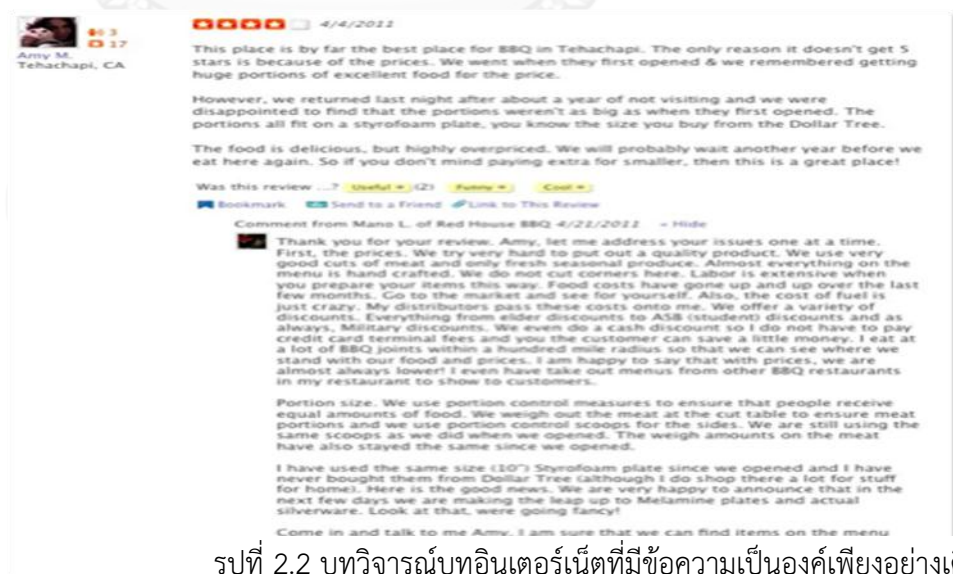 4/4/2011
3
17
Amy M.
Tehachapi, CA
This place is by far the best place for BBQ in Tehachapi. The only reason it doesn't get 5
stars is because of the prices. We went when they first opened & we remembered getting
huge portions of excellent food for the price.
However, we returned last night after about a year of not visiting and we were
disappointed to find that the portions weren't as big as when they first opened. The
portions all fit on a styrofoam plate, you know the size you buy from the Dollar Tree.
The food is delicious, but highly overpriced. We will probably wait another year before we
eat here again. So if you don't mind paying extra for smaller, then this is a great place!
Was this review ...? Useful (2) Funny Cool
Bookmark Send to a Friend Link to This Review
Comment from Mano L. of Red House BBQ 4/21/2011 « Hide
Thank you for your review. Amy, let me address your issues one at a time.
First, the prices. We try very hard to put out a quality product. We use very
good cuts of meat and only fresh seasonal produce. Almost everything on the
menu is hand crafted. We do not cut corners here. Labor is extensive when
you prepare your items this way. Food costs have gone up and up over the last
few months. Go to the market and see for yourself. Also, the cost of fuel is
just crazy. My distributors pass these costs onto me. We offer a variety of
discounts. Everything from elder discounts to ASB (student) discounts and as
always, Military discounts. We even do a cash discount so I do not have to pay
credit card terminal fees and you the customer can save a little money. I eat at
a lot of BBQ joints within a hundred mile radius so that we can see where we
stand with our food and prices. I am happy to say that with prices, we are
almost always lower! I even have take out menus from other BBQ restaurants
in my restaurant to show to customers.
Portion size. We use portion control measures to ensure that people receive
equal amounts of food. We weigh out the meat at the cut table to ensure meat
portions and we use portion control scoops for the sides. We are still using the
same scoops as we did when we opened. The weigh amounts on the meat
have also stayed the same since we opened.
I have used the same size (10") Styrofoam plate since we opened and I have
never bought them from Dollar Tree (although I do shop there a lot for stuff
for home). Here is the good news. We are very happy to announce that in the
next few days we are making the leap up to Melamine plates and actual
silverware. Look at that, were going fancy!
Come in and talk to me Amy. I am sure that we can find items on the menu
รูปที่ 2.2 บทวิจารณ์บทอินเตอร์เน็ตที่มีข้อความเป็นองค์เพียงอย่าง